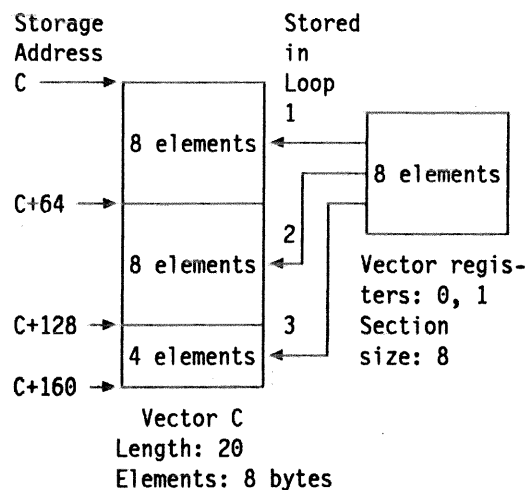 Storage
Address
C
Stored
in
Loop
1
8 elements
8 elements
C+64
2
8 elements
Vector regis-
ters: 0, 1
Section
size: 8
C+128
3
4 elements
C+160
Vector C
Length: 20
Elements: 8 bytes